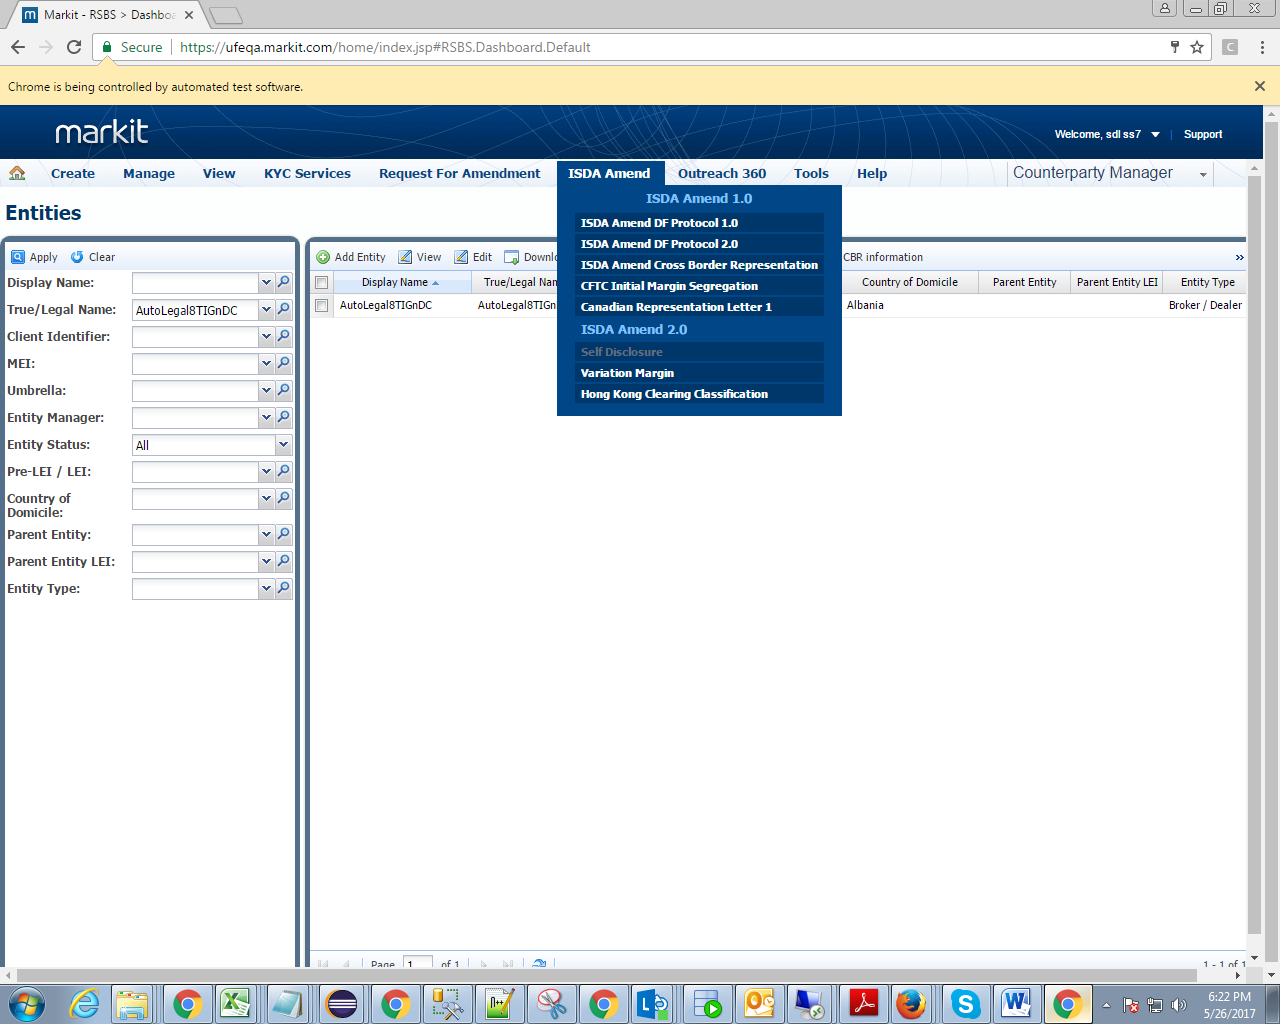 Markit - RSBS > Dashboa
Secure https://ufeqa.markit.com/home/index.jsp#RSBS.Dashboard.Default
Chrome is being controlled by automated test software.
markit
Welcome, sdl ss7 Support
Create Manage View KYC Services Request For Amendment ISDA Amend Outreach 360 Tools Help Counterparty Manager
Entities
ISDA Amend 1.0
ISDA Amend DF Protocol 1.0
ISDA Amend DF Protocol 2.0
ISDA Amend Cross Border Representation
CFTC Initial Margin Segregation
Canadian Representation Letter 1
ISDA Amend 2.0
Self Disclosure
Variation Margin
Hong Kong Clearing Classification
Apply Clear
Display Name:
True/Legal Name: AutoLegal8TIGnDC
Client Identifier:
MEI:
Umbrella:
Entity Manager:
Entity Status: All
Pre-LEI / LEI:
Country of
Domicile:
Parent Entity:
Parent Entity LEI:
Entity Type:
Add Entity View Edit Downlo CBR information »
Display Name True/Legal Nam Country of Domicile Parent Entity Parent Entity LEI Entity Type
AutoLegal8TIGnDC AutoLegal8TIGn Albania Broker / Dealer
Page 1 of 1 1 - 1 of 1
6:22 PM
5/26/2017